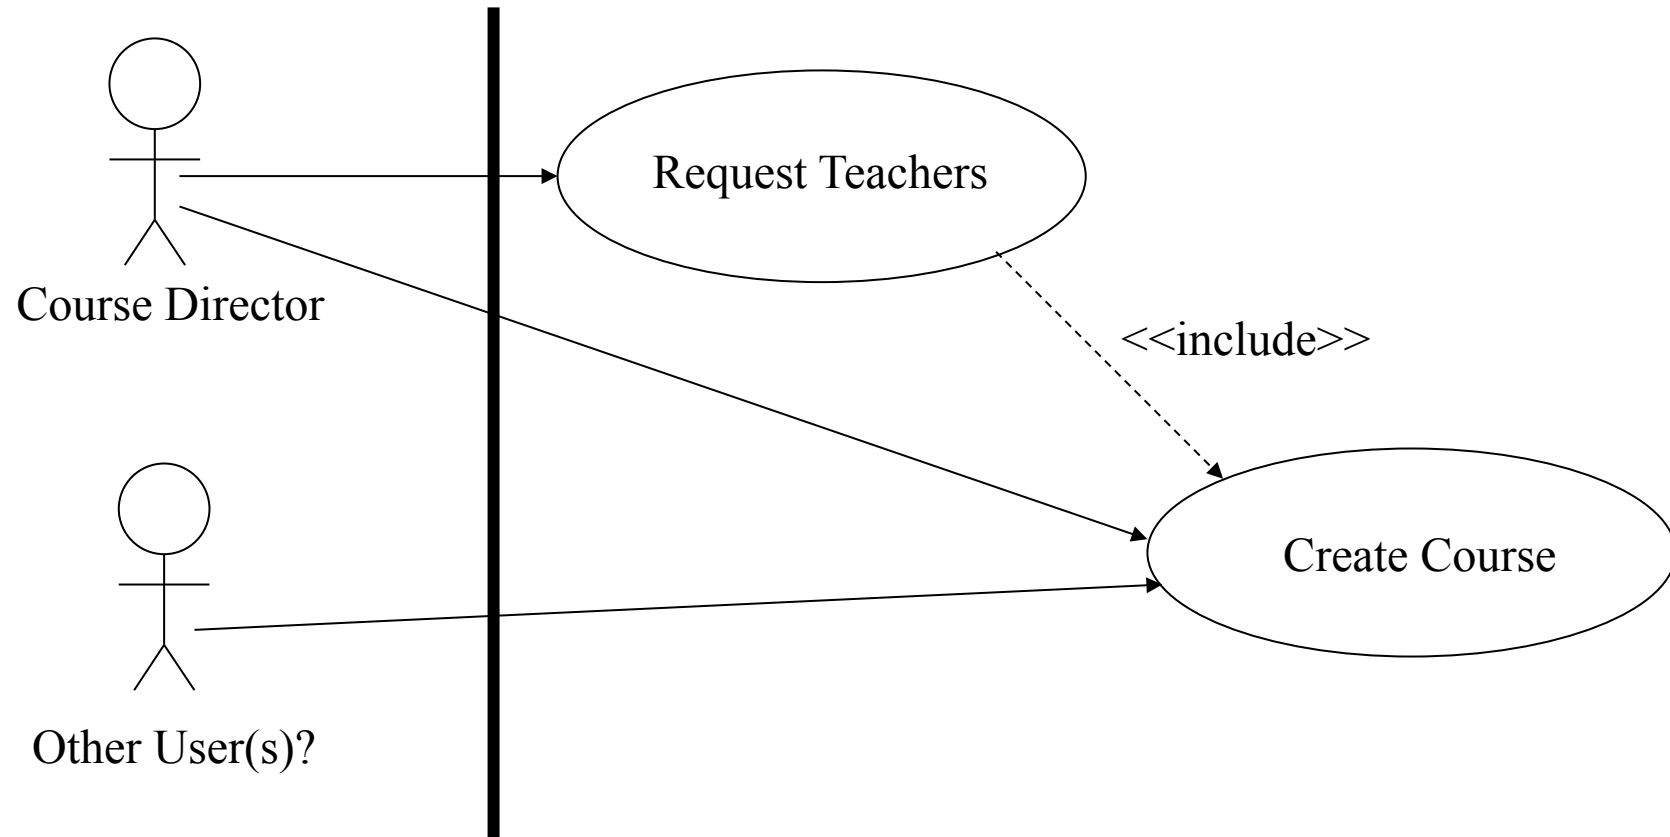 Request Teachers
Course Director
<<include>>
Create Course
Other User(s)?